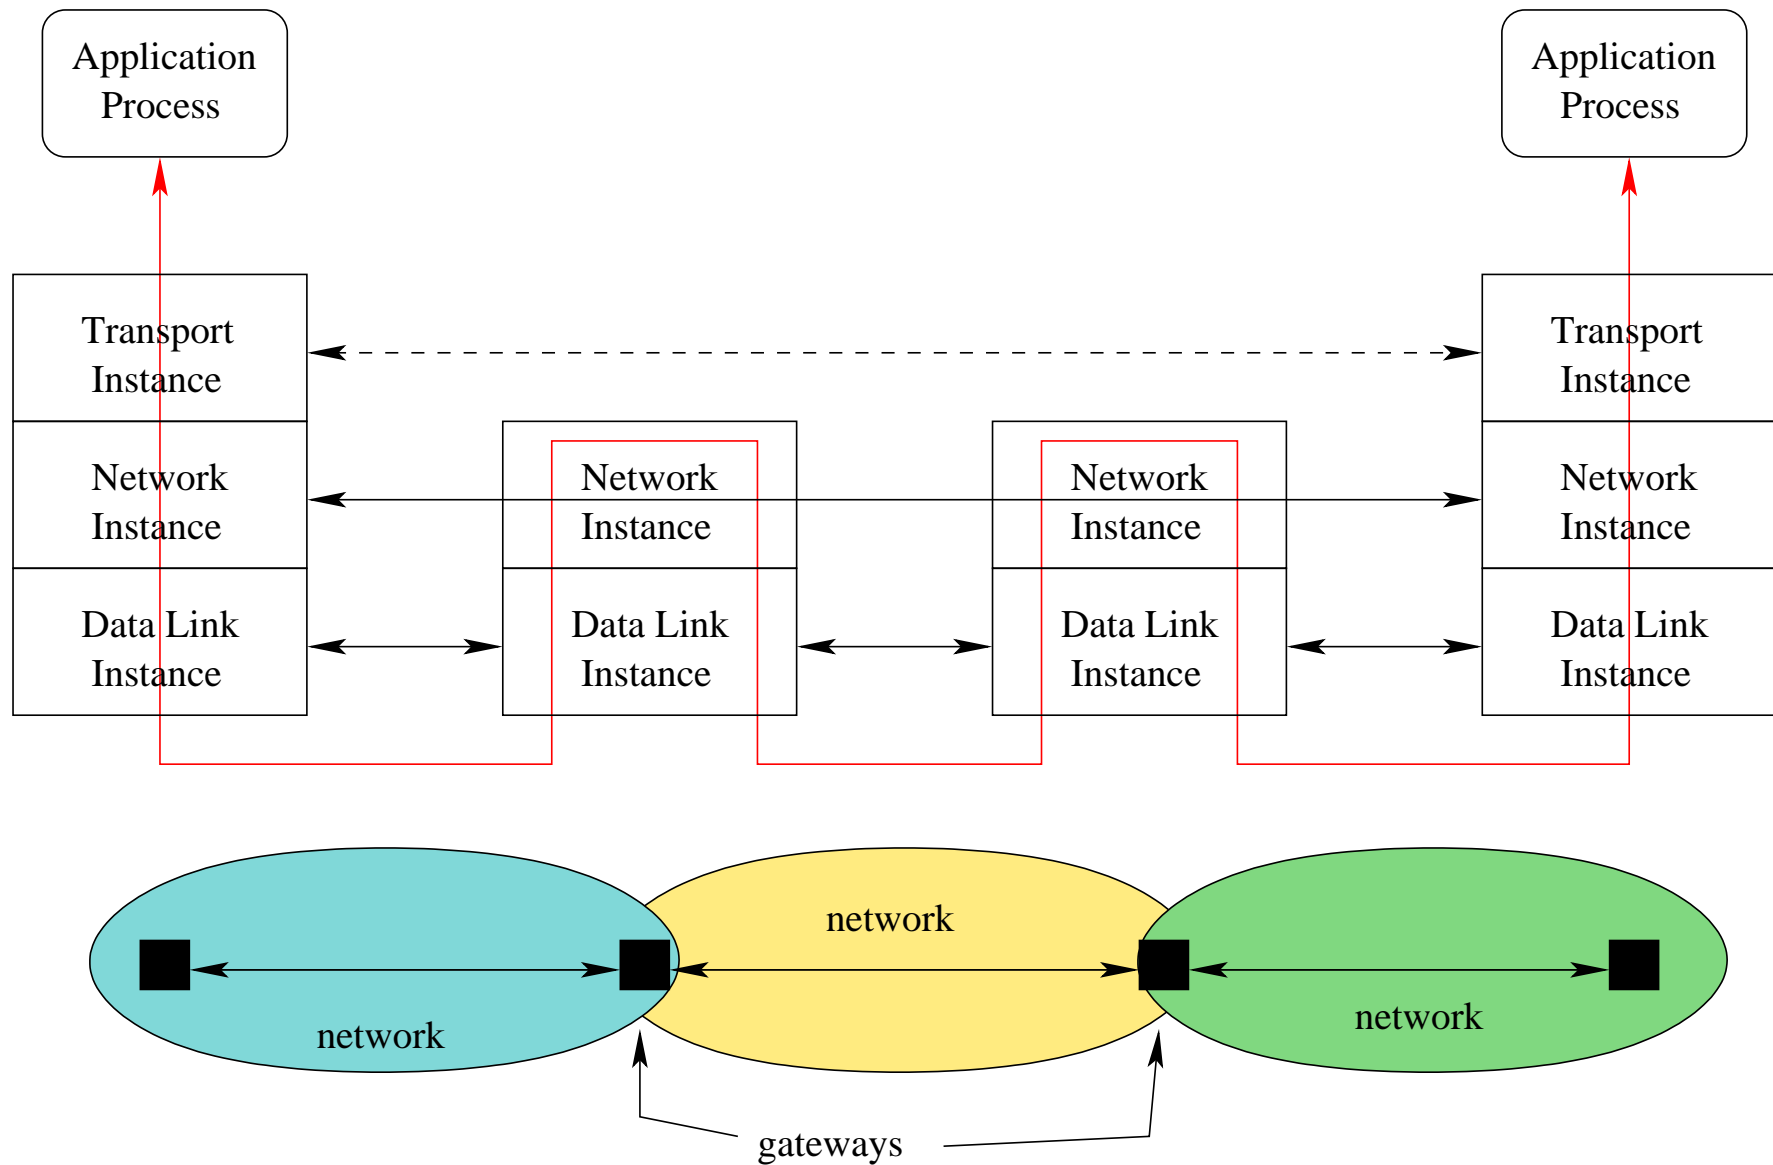 Application
Process
Application
Process
Transport
Instance
Transport
Instance
Network
Instance
Network
Instance
Network
Instance
Network
Instance
Data Link
Instance
Data Link
Instance
Data Link
Instance
Data Link
Instance
network
network
network
gateways